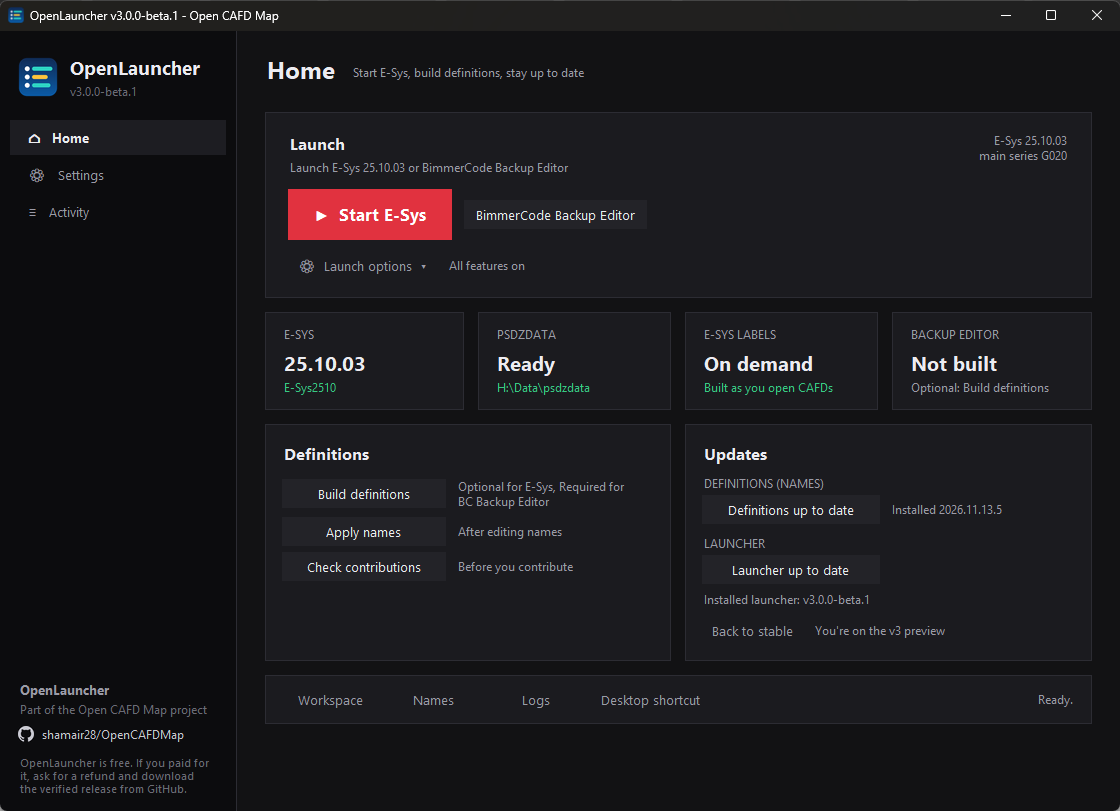 OpenLauncher v3.0.0-beta.1 - Open CAFD Map
OpenLauncher
v3.0.0-beta.1
Home
Settings
Activity
OpenLauncher
Part of the Open CAFD Map project
shamair28/OpenCAFDMap
OpenLauncher is free. If you paid for
it, ask for a refund and download
the verified release from GitHub.
Home
Start E-Sys, build definitions, stay up to date
Launch
Launch E-Sys 25.10.03 or BimmerCode Backup Editor
E-Sys 25.10.03
main series G020
Start E-Sys
BimmerCode Backup Editor
Launch options
All features on
E-SYS
25.10.03
E-Sys2510
PSDZDATA
Ready
H:\Data\psdzdata
E-SYS LABELS
On demand
Built as you open CAFDs
BACKUP EDITOR
Not built
Optional: Build definitions
Definitions
Build definitions
Optional for E-Sys, Required for
BC Backup Editor
Apply names
After editing names
Check contributions
Before you contribute
Updates
DEFINITIONS (NAMES)
Definitions up to date
Installed 2026.11.13.5
LAUNCHER
Launcher up to date
Installed launcher: v3.0.0-beta.1
Back to stable
You're on the v3 preview
Workspace
Names
Logs
Desktop shortcut
Ready.